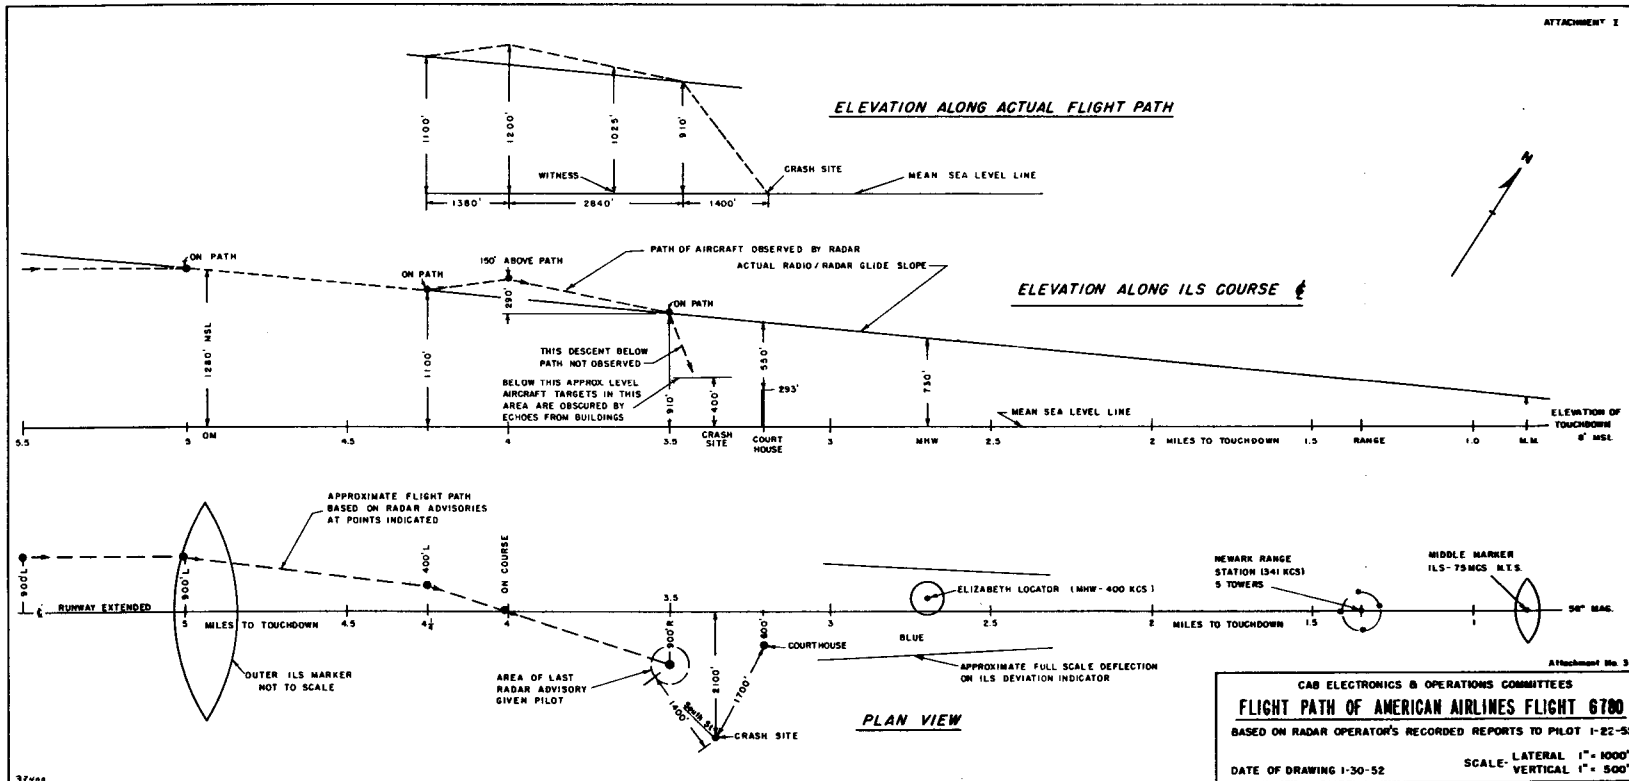 ATTACHMENT I
ELEVATION ALONG ACTUAL FLIGHT PATH
1100'
1200'
1025'
910'
WITNESS
CRASH SITE
MEAN SEA LEVEL LINE
1380'
2840'
1400'
N
ON PATH
ON PATH
150' ABOVE PATH
PATH OF AIRCRAFT OBSERVED BY RADAR
ACTUAL RADIO / RADAR GLIDE SLOPE
ELEVATION ALONG ILS COURSE ℄
290'
ON PATH
1280' MSL
1100'
THIS DESCENT BELOW
PATH NOT OBSERVED
BELOW THIS APPROX LEVEL
AIRCRAFT TARGETS IN THIS
AREA ARE OBSCURED BY
ECHOES FROM BUILDINGS
910'
400'
550'
293'
730'
MEAN SEA LEVEL LINE
ELEVATION OF
TOUCHDOWN
8' MSL
5.5 5 OM 4.5 4 3.5 CRASH SITE COURT HOUSE 3 MHW 2.5 2 MILES TO TOUCHDOWN 1.5 RANGE 1.0 M.M.
APPROXIMATE FLIGHT PATH
BASED ON RADAR ADVISORIES
AT POINTS INDICATED
900'L
900'L
400'L
ON COURSE
NEWARK RANGE
STATION (341 KCS)
5 TOWERS
MIDDLE MARKER
ILS-75 MCS M.T.S.
ELIZABETH LOCATOR (MHW-400 KCS)
℄ RUNWAY EXTENDED
5 MILES TO TOUCHDOWN 4.5 4¼ 4 3.5 3 2.5 2 MILES TO TOUCHDOWN 1.5 1
58° MAG.
900'R
600'
COURTHOUSE
BLUE
2100'
1700'
1400'
South St
OUTER ILS MARKER
NOT TO SCALE
AREA OF LAST
RADAR ADVISORY
GIVEN PILOT
APPROXIMATE FULL SCALE DEFLECTION
ON ILS DEVIATION INDICATOR
CRASH SITE
PLAN VIEW
Attachment No. 3
CAB ELECTRONICS & OPERATIONS COMMITTEES
FLIGHT PATH OF AMERICAN AIRLINES FLIGHT 6780
BASED ON RADAR OPERATOR'S RECORDED REPORTS TO PILOT 1-22-52
DATE OF DRAWING 1-30-52
SCALE- LATERAL 1"= 1000'
VERTICAL 1"= 500'